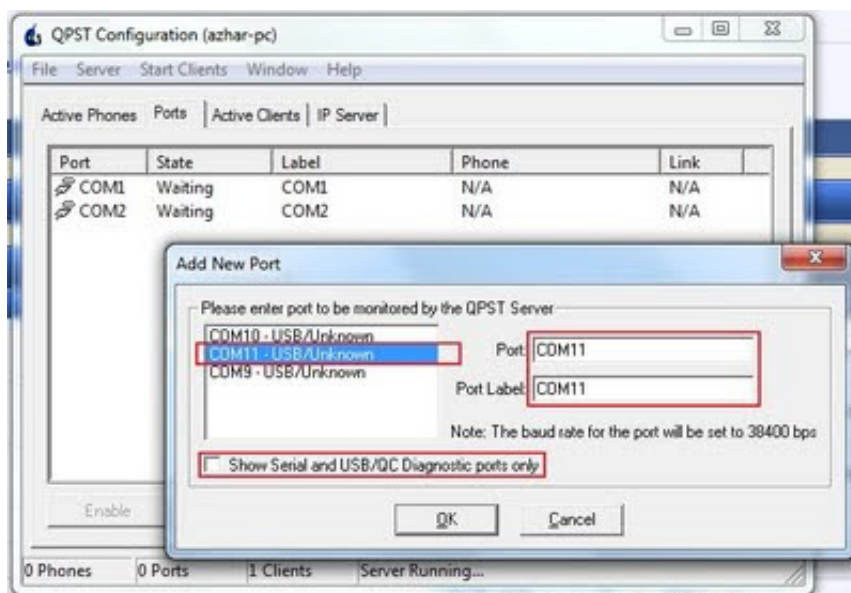 QPST Configuration (azhar-pc)
File Server Start Clients Window Help
Active Phones Ports Active Clients IP Server
Port State Label Phone Link
COM1 Waiting COM1 N/A N/A
COM2 Waiting COM2 N/A N/A
Add New Port
Please enter port to be monitored by the QPST Server
COM10 - USB/Unknown
COM11 - USB/Unknown
COM9 - USB/Unknown
Port: COM11
Port Label: COM11
Note: The baud rate for the port will be set to 38400 bps
Show Serial and USB/QC Diagnostic ports only
Enable
OK Cancel
0 Phones 0 Ports 1 Clients Server Running...